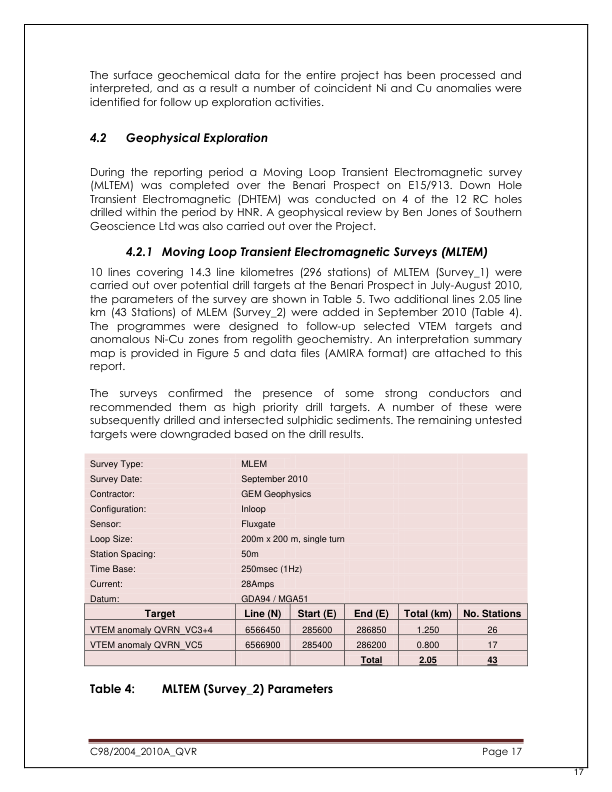 The surface geochemical data for the entire project has been processed and
interpreted, and as a result a number of coincident Ni and Cu anomalies were
identified for follow up exploration activities.
4.2 Geophysical Exploration
During the reporting period a Moving Loop Transient Electromagnetic survey
(MLTEM) was completed over the Benari Prospect on E15/913. Down Hole
Transient Electromagnetic (DHTEM) was conducted on 4 of the 12 RC holes
drilled within the period by HNR. A geophysical review by Ben Jones of Southern
Geoscience Ltd was also carried out over the Project.
4.2.1 Moving Loop Transient Electromagnetic Surveys (MLTEM)
10 lines covering 14.3 line kilometres (296 stations) of MLTEM (Survey_1) were
carried out over potential drill targets at the Benari Prospect in July-August 2010,
the parameters of the survey are shown in Table 5. Two additional lines 2.05 line
km (43 Stations) of MLEM (Survey_2) were added in September 2010 (Table 4).
The programmes were designed to follow-up selected VTEM targets and
anomalous Ni-Cu zones from regolith geochemistry. An interpretation summary
map is provided in Figure 5 and data files (AMIRA format) are attached to this
report.
The surveys confirmed the presence of some strong conductors and
recommended them as high priority drill targets. A number of these were
subsequently drilled and intersected sulphidic sediments. The remaining untested
targets were downgraded based on the drill results.
Survey Type: MLEM
Survey Date: September 2010
Contractor: GEM Geophysics
Configuration: Inloop
Sensor: Fluxgate
Loop Size: 200m x 200 m, single turn
Station Spacing: 50m
Time Base: 250msec (1Hz)
Current: 28Amps
Datum: GDA94 / MGA51
Target Line (N) Start (E) End (E) Total (km) No. Stations
VTEM anomaly QVRN_VC3+4 6566450 285600 286850 1.250 26
VTEM anomaly QVRN_VC5 6566900 285400 286200 0.800 17
Total 2.05 43
Table 4: MLTEM (Survey_2) Parameters
C98/2004_2010A_QVR Page 17
17